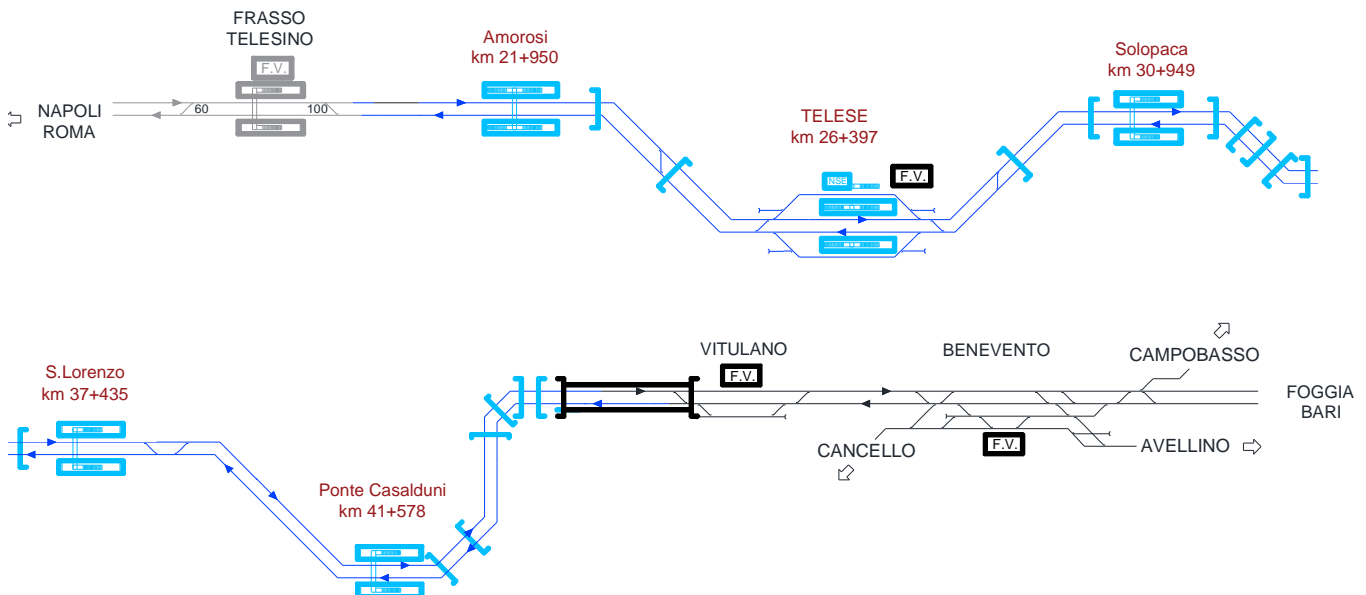 FRASSO
TELESINO
F.V.
60
100
NAPOLI
ROMA
Amorosi
km 21+950
TELESE
km 26+397
NSE
F.V.
Solopaca
km 30+949
S.Lorenzo
km 37+435
Ponte Casalduni
km 41+578
VITULANO
F.V.
BENEVENTO
F.V.
CAMPOBASSO
FOGGIA
BARI
CANCELLO
AVELLINO